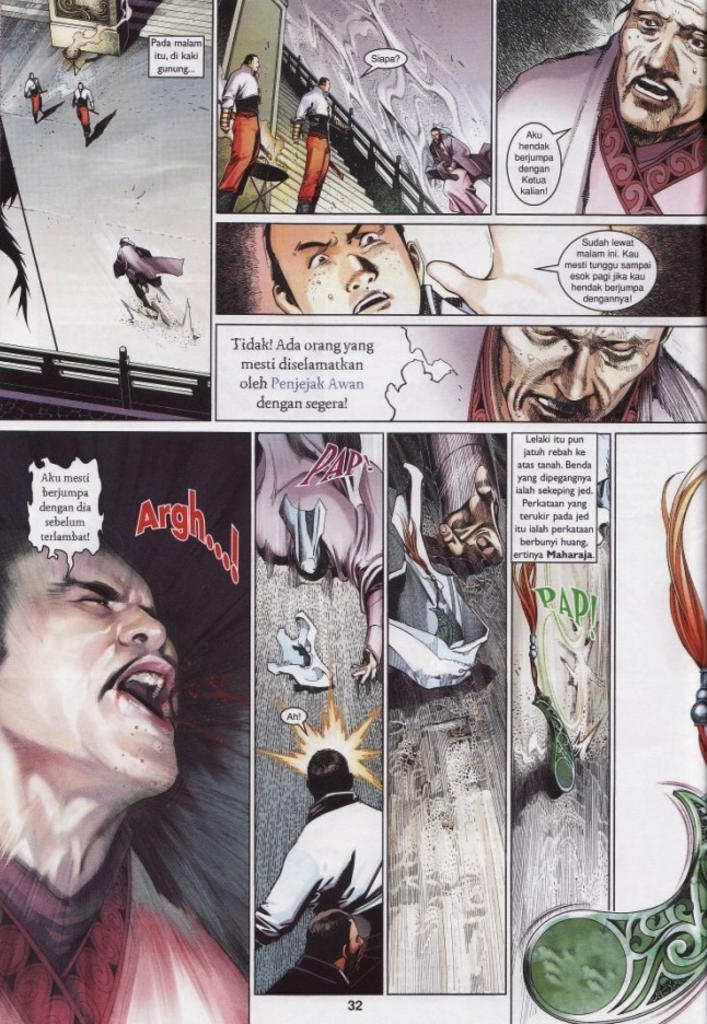 Pada malam
itu, di kaki
gunung...
Siapa?
Aku
hendak
berjumpa
dengan
Ketua
kalian!
Sudah lewat
malam ini. Kau
mesti tunggu sampai
esok pagi jika hendak
berjumpa
dengannya!
Tidak! Ada orang yang
mesti diselamatkan
oleh Penjejak Awan
dengan segera!
Aku mesti
berjumpa
dengan dia
sebelum
terlambat!
Argh...!
PAP!
Ah!
Lelaki itu pun
jatuh rebah ke
atas tanah. Benda
yang dipegangnya
ialah sekeping jed.
Perkataan yang
terukir pada jed
itu ialah perkataan
berbunyi huang,
ertinya Maharaja.
PAP!
32